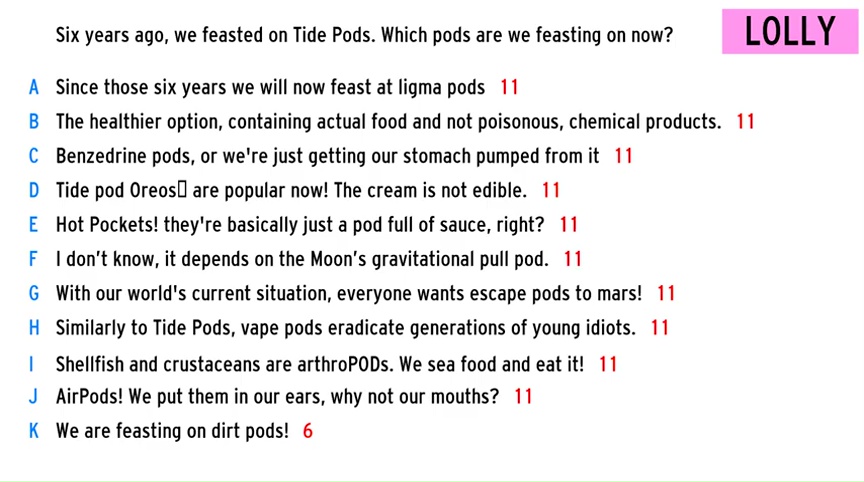 Six years ago, we feasted on Tide Pods. Which pods are we feasting on now?
LOLLY
A Since those six years we will now feast at ligma pods 11
B The healthier option, containing actual food and not poisonous, chemical products. 11
C Benzedrine pods, or we're just getting our stomach pumped from it 11
D Tide pod Oreos▯ are popular now! The cream is not edible. 11
E Hot Pockets! they're basically just a pod full of sauce, right? 11
F I don’t know, it depends on the Moon’s gravitational pull pod. 11
G With our world's current situation, everyone wants escape pods to mars! 11
H Similarly to Tide Pods, vape pods eradicate generations of young idiots. 11
I Shellfish and crustaceans are arthroPODs. We sea food and eat it! 11
J AirPods! We put them in our ears, why not our mouths? 11
K We are feasting on dirt pods! 6